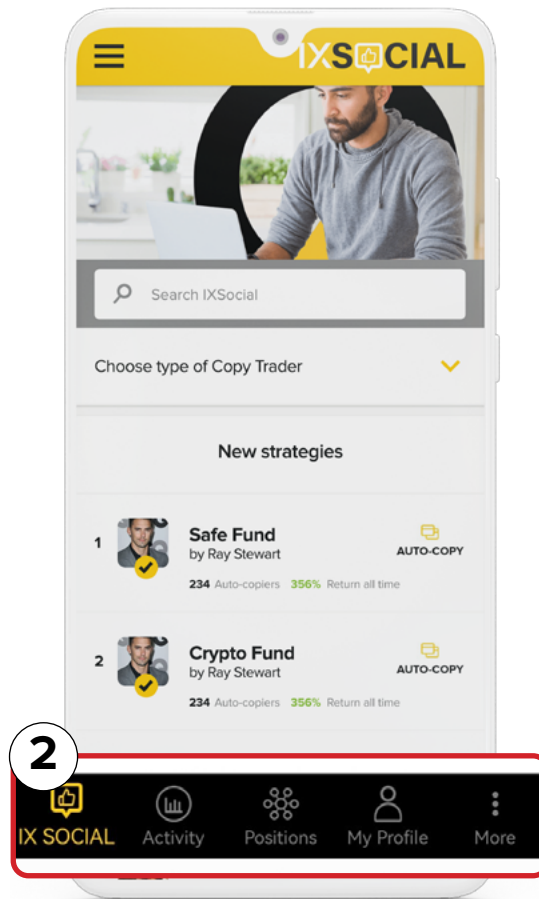 IXSOCIAL
Search IXSocial
Choose type of Copy Trader
New strategies
1
Safe Fund
by Ray Stewart
AUTO-COPY
234 Auto-copiers 356% Return all time
2
Crypto Fund
by Ray Stewart
AUTO-COPY
234 Auto-copiers 356% Return all time
2
IX SOCIAL Activity Positions My Profile More